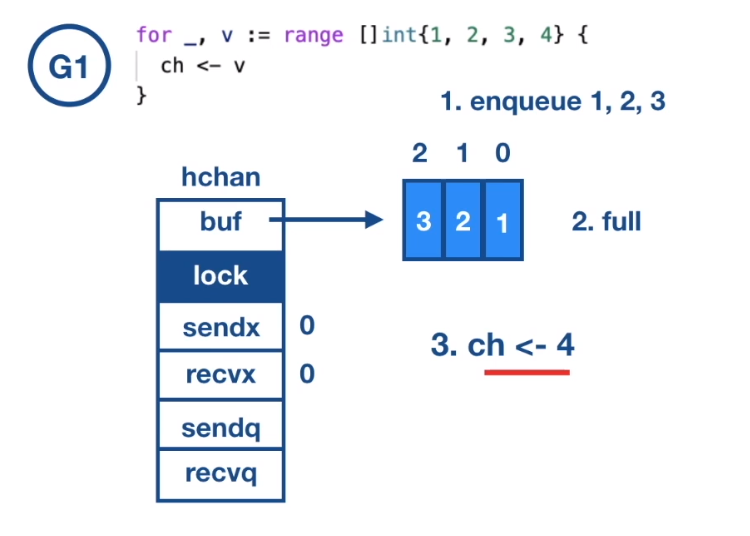 G1
for _, v := range []int{1, 2, 3, 4} {
ch <- v
}
1. enqueue 1, 2, 3
2 1 0
hchan
buf
3 2 1
2. full
lock
sendx 0
3. ch <- 4
recvx 0
sendq
recvq